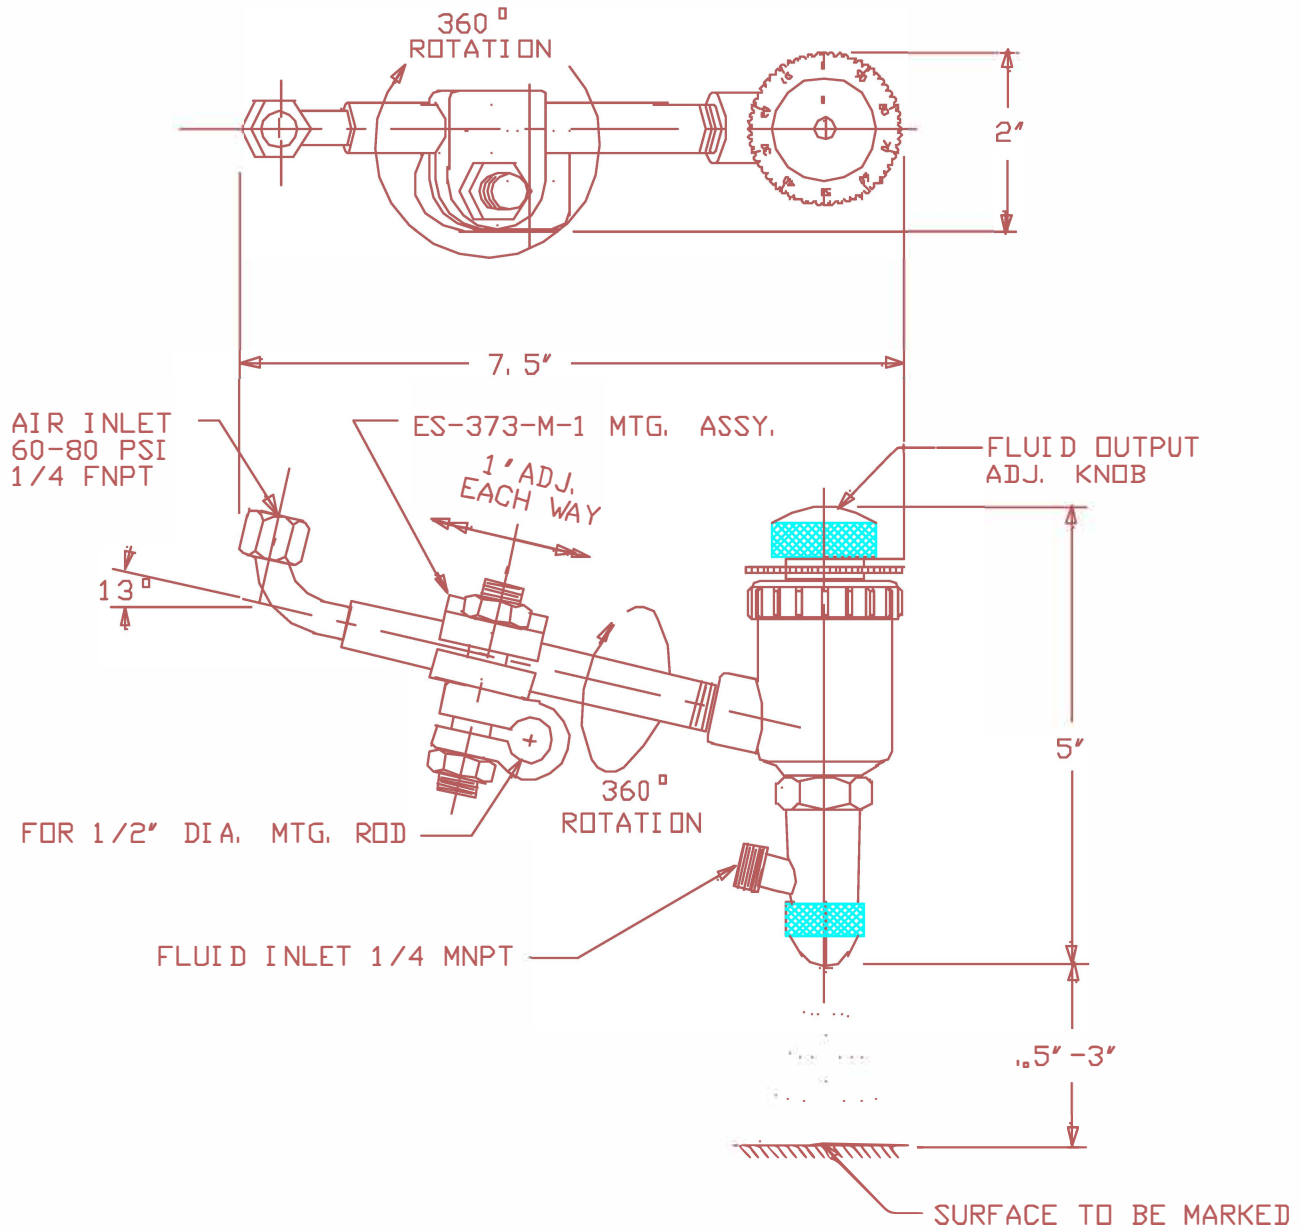 360°
ROTATION
2"
7.5"
AIR INLET
60-80 PSI
1/4 FNPT
ES-373-M-1 MTG. ASSY.
1" ADJ.
EACH WAY
FLUID OUTPUT
ADJ. KNOB
13°
5"
360°
ROTATION
FOR 1/2" DIA. MTG. ROD
FLUID INLET 1/4 MNPT
.5"-3"
SURFACE TO BE MARKED